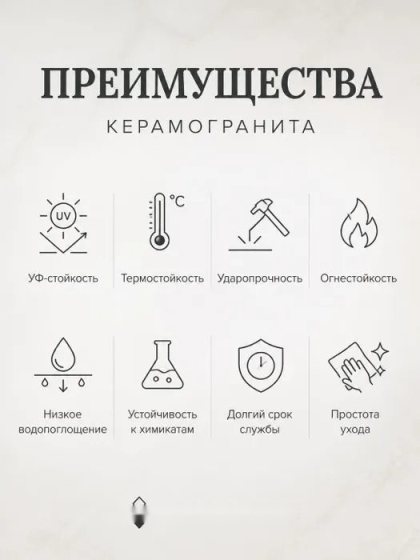 ПРЕИМУЩЕСТВА
КЕРАМОГРАНИТА
UV
°C
УФ-стойкость
Термостойкость
Ударопрочность
Огнестойкость
Низкое
водопоглощение
Устойчивость
к химикатам
Долгий срок
службы
Простота
ухода